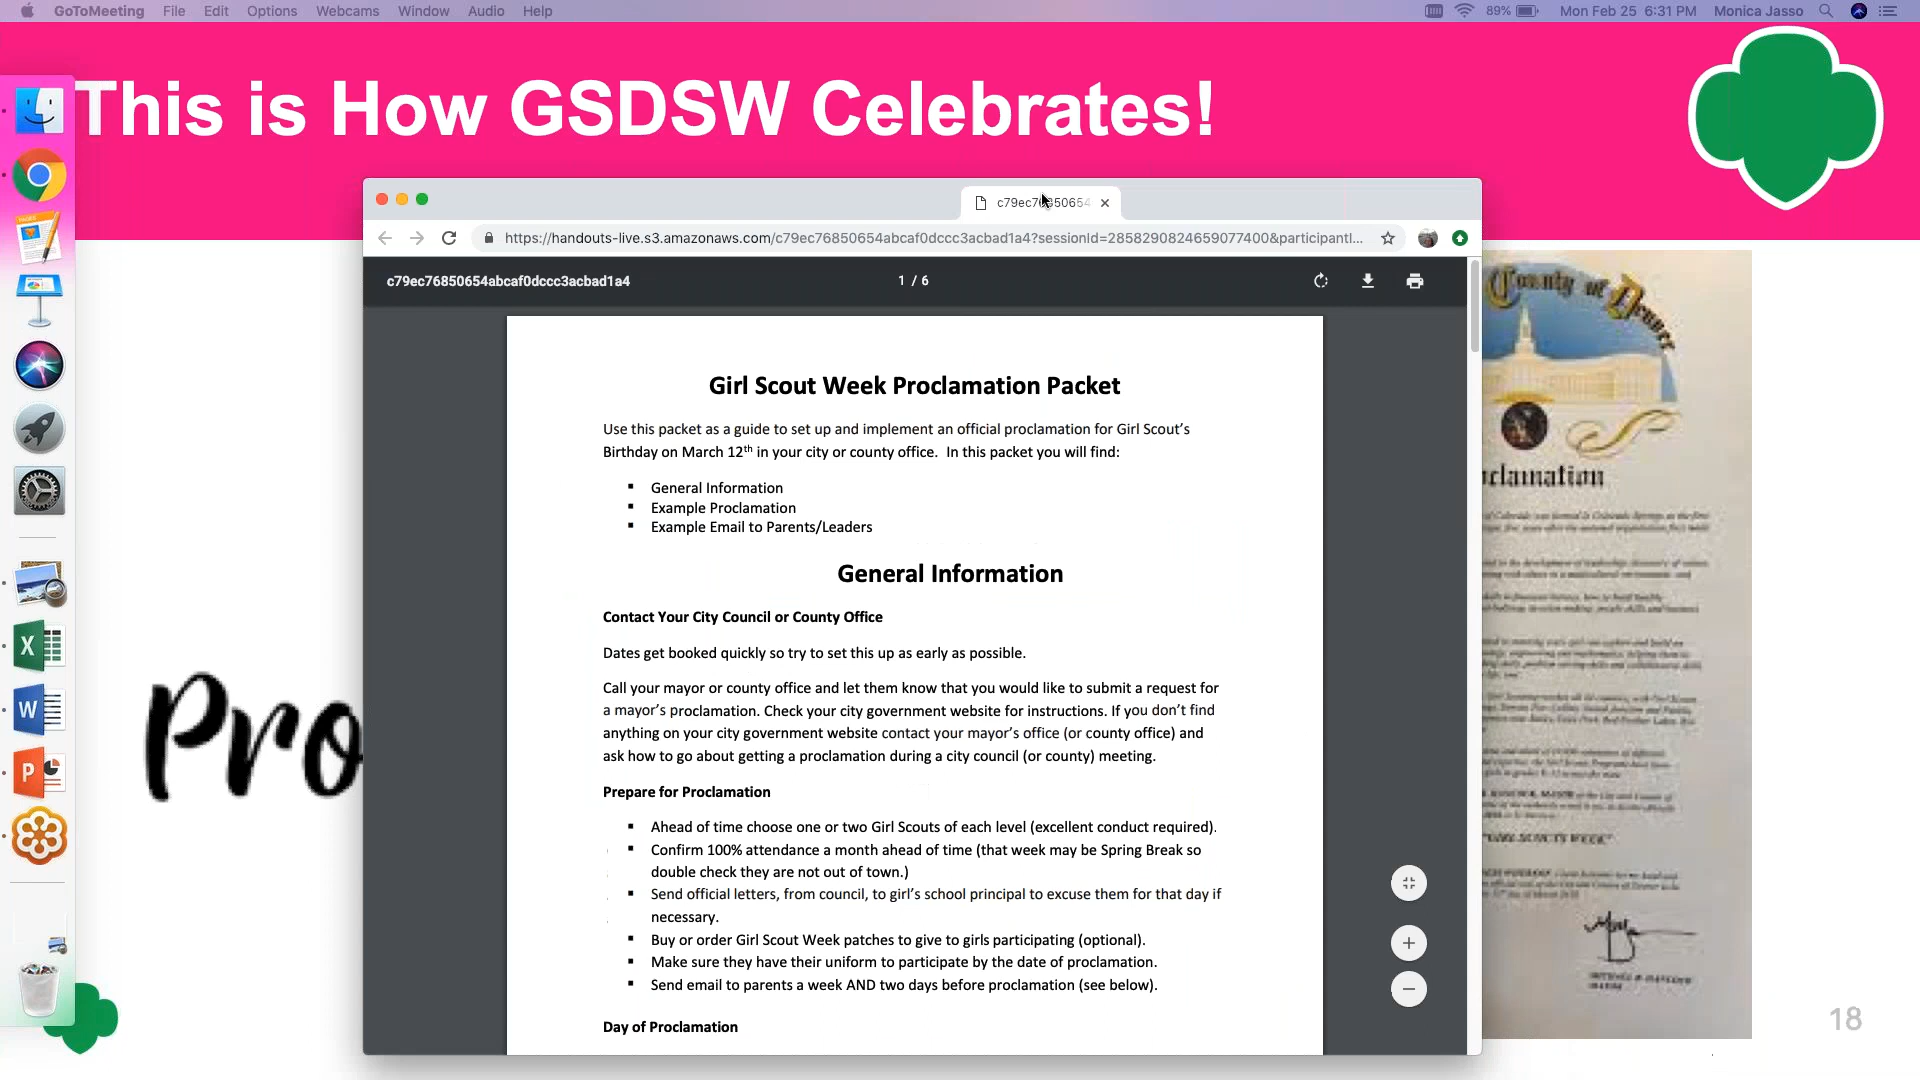 GoToMeeting File Edit Options Webcams Window Audio Help 89% Mon Feb 25 6:31 PM Monica Jasso
This is How GSDSW Celebrates!
c79ec76850654
https://handouts-live.s3.amazonaws.com/c79ec76850654abcaf0dccc3acbad1a4?sessionId=2858290824659077400&participantI...
c79ec76850654abcaf0dccc3acbad1a4 1 / 6
Girl Scout Week Proclamation Packet
Use this packet as a guide to set up and implement an official proclamation for Girl Scout's
Birthday on March 12th in your city or county office. In this packet you will find:
▪ General Information
▪ Example Proclamation
▪ Example Email to Parents/Leaders
General Information
Contact Your City Council or County Office
Dates get booked quickly so try to set this up as early as possible.
Call your mayor or county office and let them know that you would like to submit a request for
a mayor's proclamation. Check your city government website for instructions. If you don't find
anything on your city government website contact your mayor's office (or county office) and
ask how to go about getting a proclamation during a city council (or county) meeting.
Prepare for Proclamation
▪ Ahead of time choose one or two Girl Scouts of each level (excellent conduct required).
▪ Confirm 100% attendance a month ahead of time (that week may be Spring Break so
double check they are not out of town.)
▪ Send official letters, from council, to girl's school principal to excuse them for that day if
necessary.
▪ Buy or order Girl Scout Week patches to give to girls participating (optional).
▪ Make sure they have their uniform to participate by the date of proclamation.
▪ Send email to parents a week AND two days before proclamation (see below).
Day of Proclamation
Pro
County of Denver
clamation
18